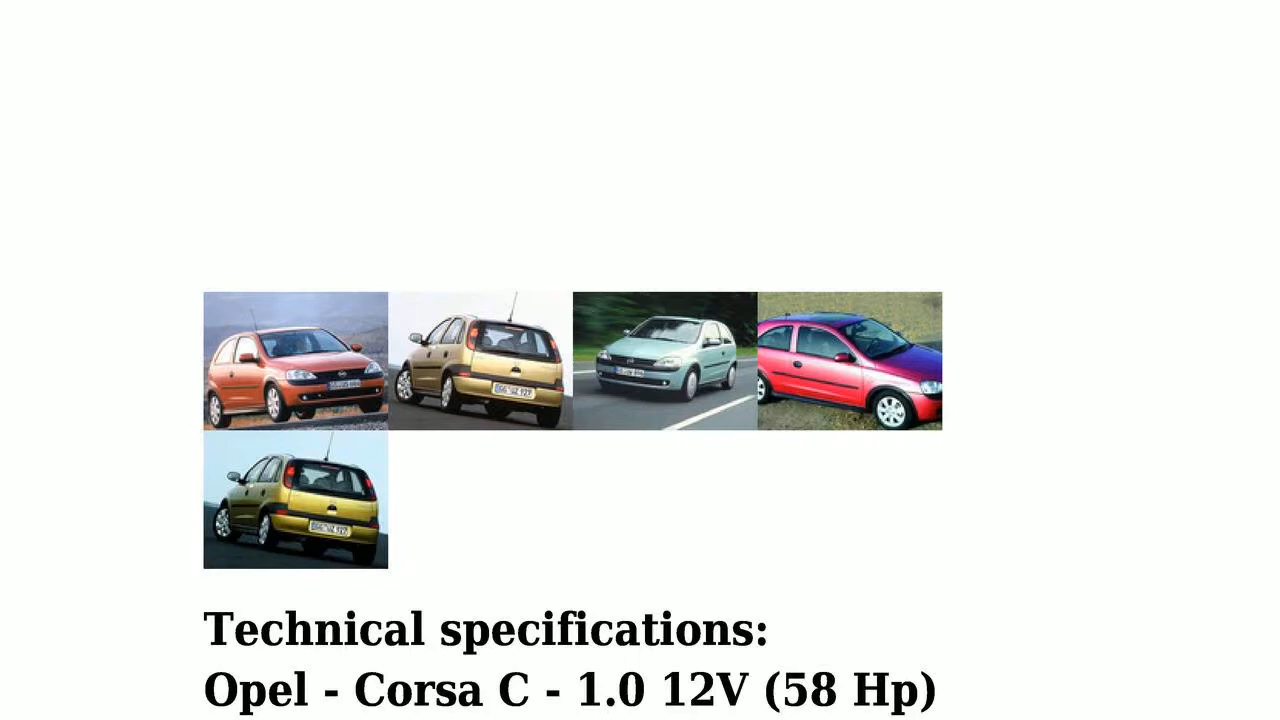 Technical specifications:
Opel - Corsa C - 1.0 12V (58 Hp)